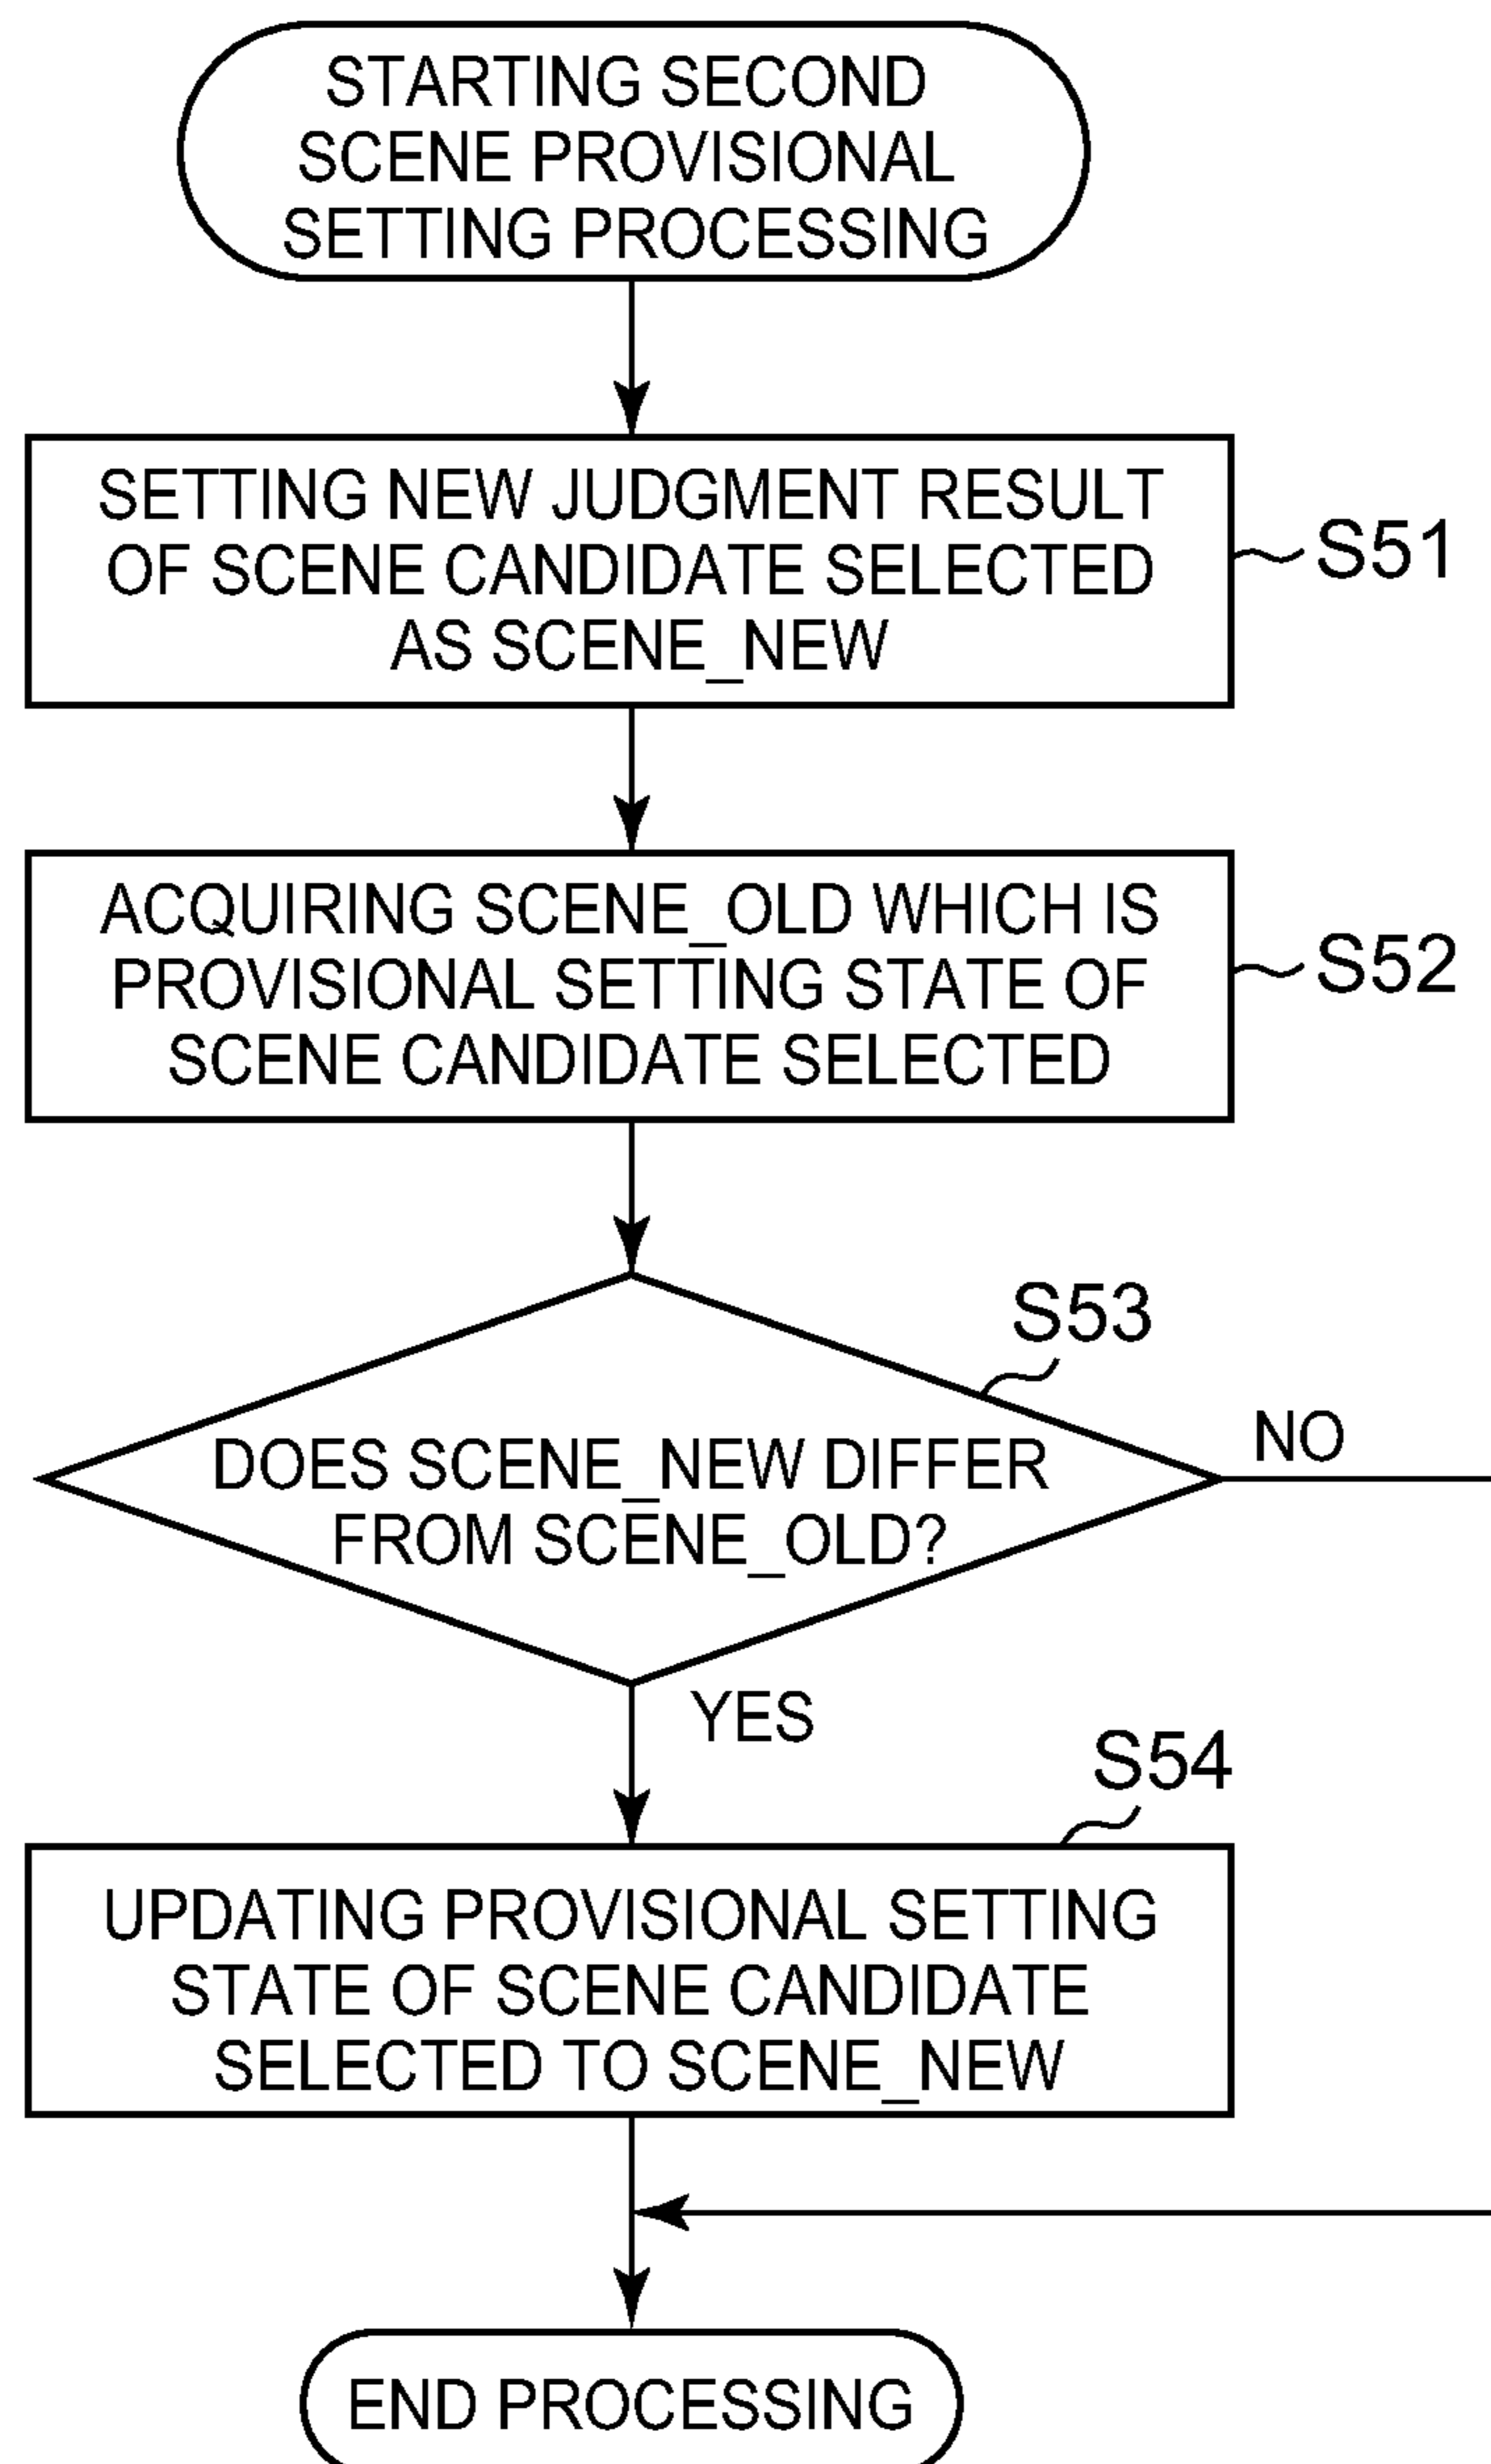 STARTING SECOND
SCENE PROVISIONAL
SETTING PROCESSING
SETTING NEW JUDGMENT RESULT
OF SCENE CANDIDATE SELECTED
AS SCENE_NEW
S51
ACQUIRING SCENE_OLD WHICH IS
PROVISIONAL SETTING STATE OF
SCENE CANDIDATE SELECTED
S52
S53
DOES SCENE_NEW DIFFER
FROM SCENE_OLD?
NO
YES
S54
UPDATING PROVISIONAL SETTING
STATE OF SCENE CANDIDATE
SELECTED TO SCENE_NEW
END PROCESSING